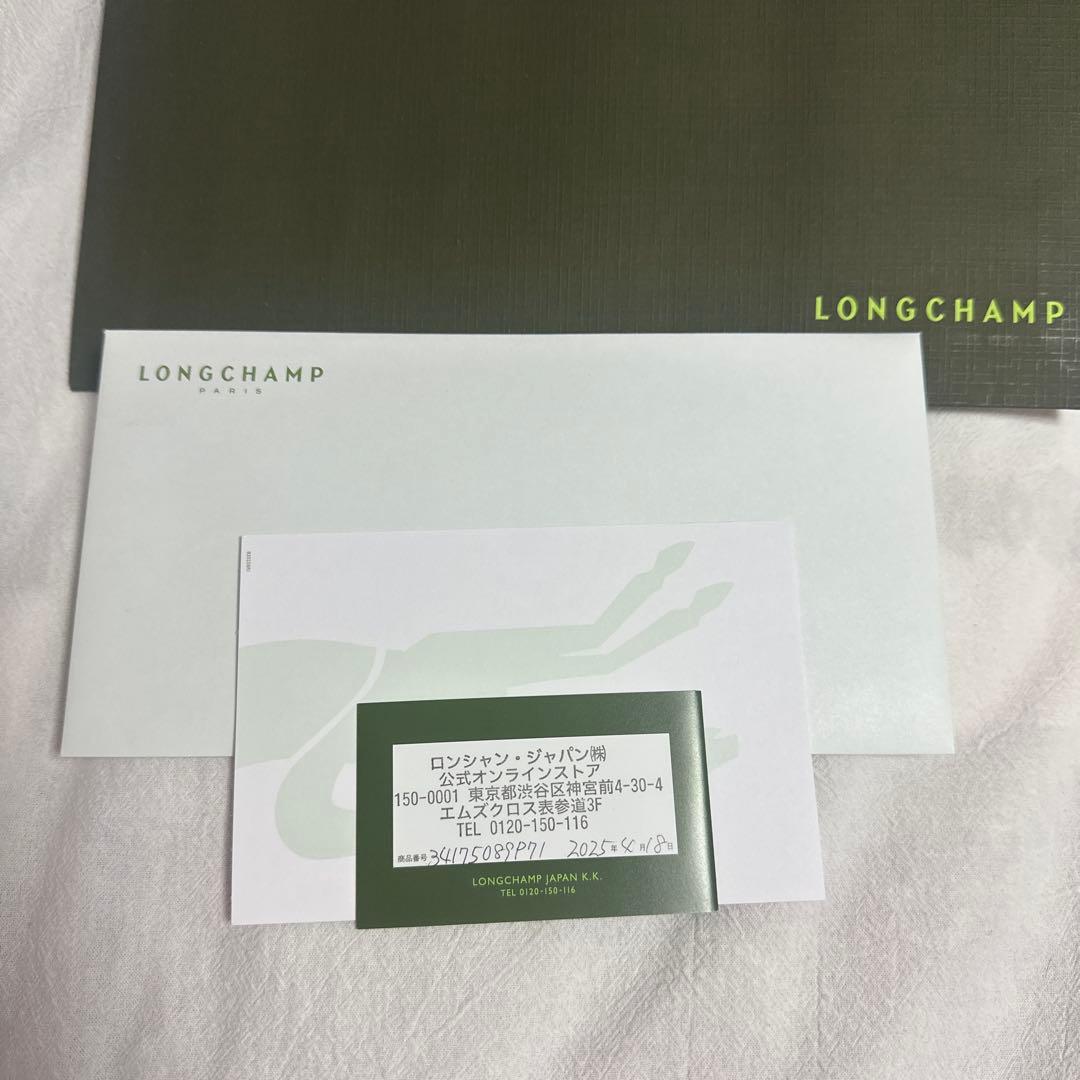 LONGCHAMP
LONGCHAMP
PARIS
ロンシャン・ジャパン㈱
公式オンラインストア
150-0001 東京都渋谷区神宮前4-30-4
エムズクロス表参道3F
TEL 0120-150-116
商品番号 34175089P71 2025年4月18日
LONGCHAMP JAPAN K.K.
TEL 0120-150-116